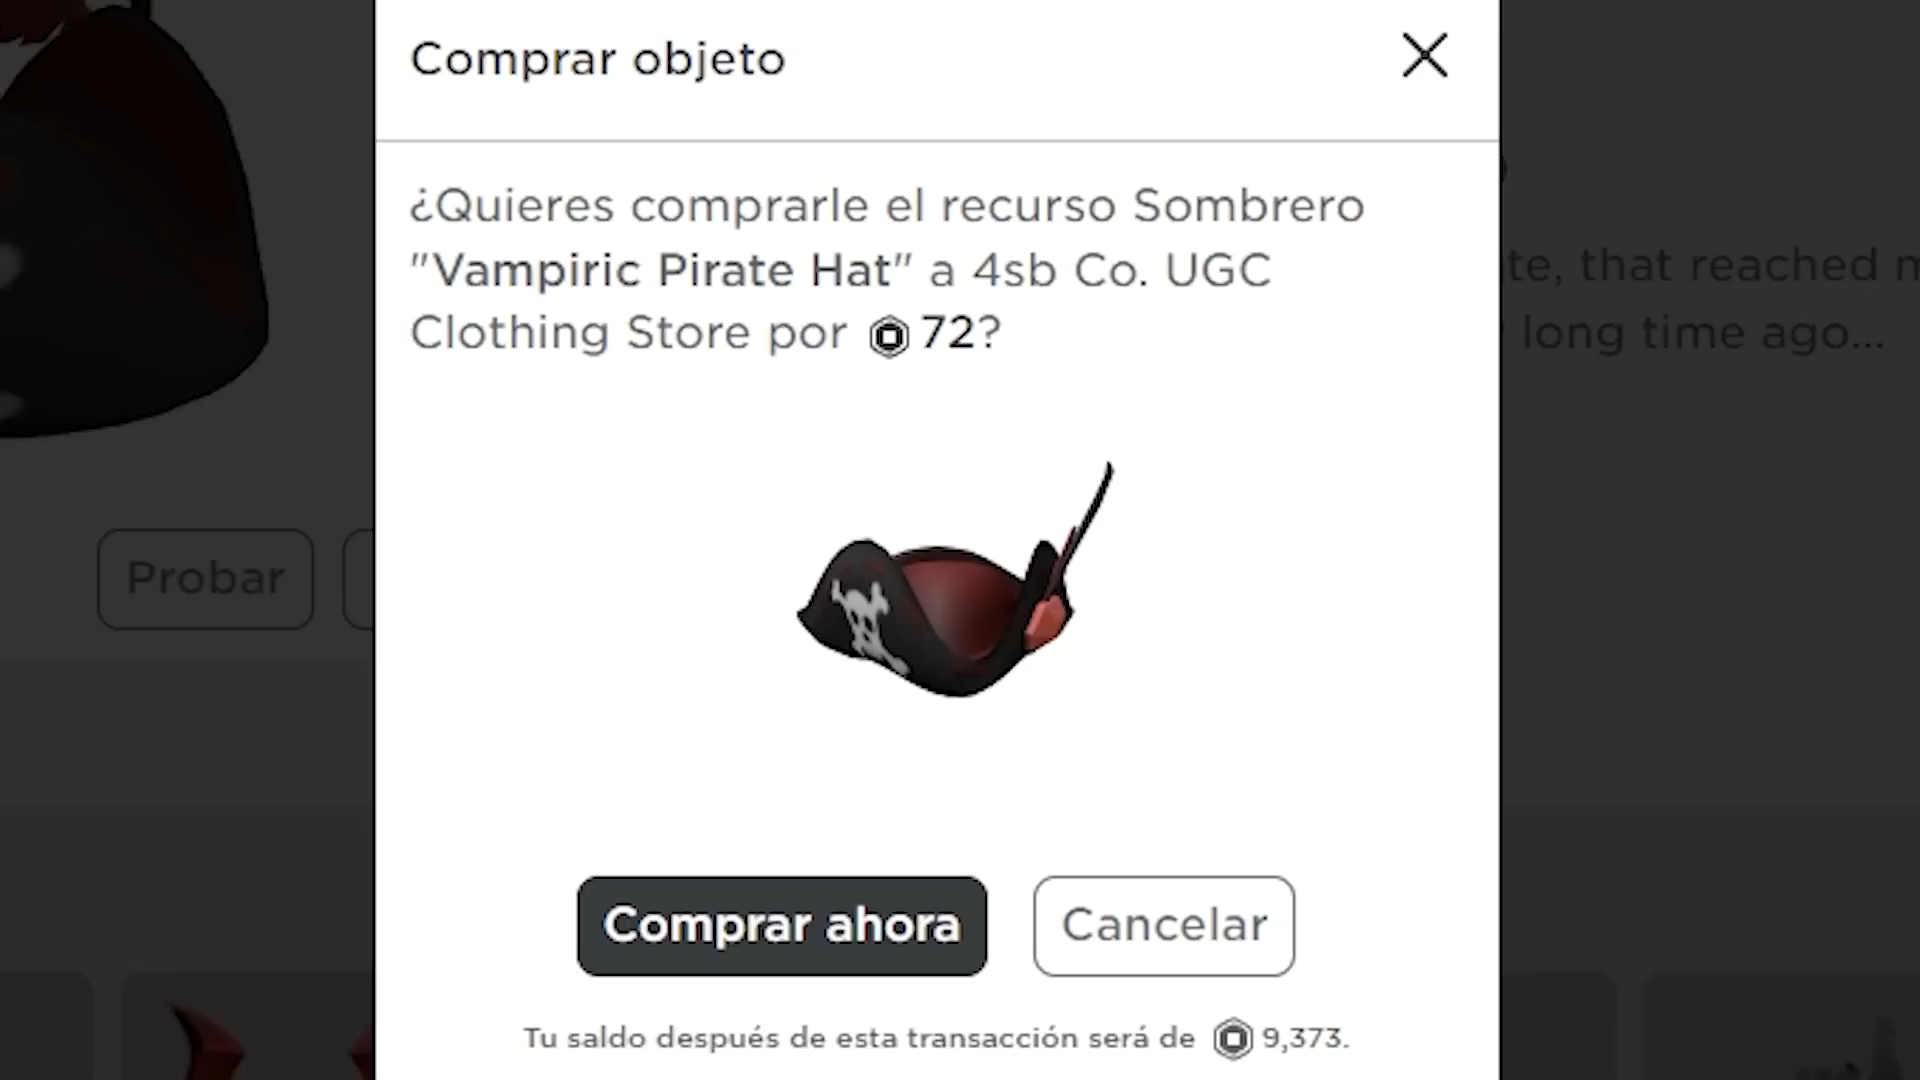 Comprar objeto
¿Quieres comprarle el recurso Sombrero
"Vampiric Pirate Hat" a 4sb Co. UGC
Clothing Store por 72?
te, that reached
long time ago...
Probar
Comprar ahora
Cancelar
Tu saldo después de esta transacción será de 9,373.